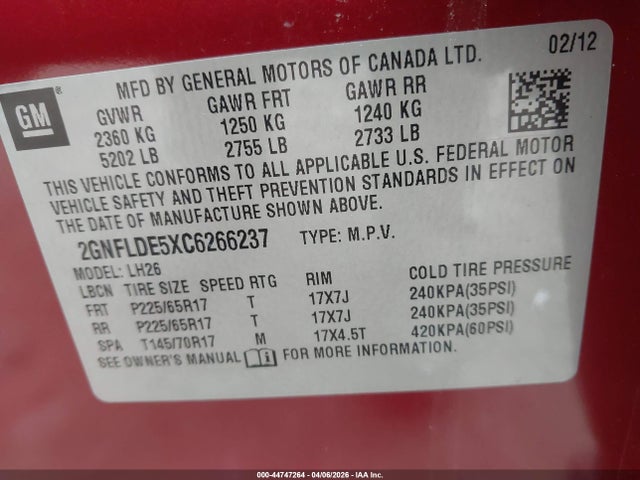 02/12
GM ®
MFD BY GENERAL MOTORS OF CANADA LTD.
GVWR GAWR FRT GAWR RR
2360 KG 1250 KG 1240 KG
5202 LB 2755 LB 2733 LB
THIS VEHICLE CONFORMS TO ALL APPLICABLE U.S. FEDERAL MOTOR
VEHICLE SAFETY AND THEFT PREVENTION STANDARDS IN EFFECT ON
THE DATE OF MANUFACTURE SHOWN ABOVE.
2GNFLDE5XC6266237 TYPE: M.P.V.
MODEL: LH26
LBCN TIRE SIZE SPEED RTG RIM COLD TIRE PRESSURE
FRT P225/65R17 T 17X7J 240KPA(35PSI)
RR P225/65R17 T 17X7J 240KPA(35PSI)
SPA T145/70R17 M 17X4.5T 420KPA(60PSI)
SEE OWNER'S MANUAL i FOR MORE INFORMATION.
000-44747264 - 04/06/2026 - IAA Inc.